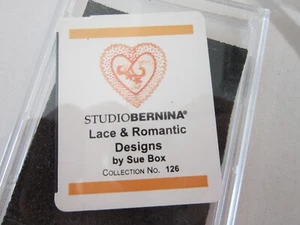 STUDIOBERNINA®
Lace & Romantic
Designs
by Sue Box
COLLECTION NO. 126